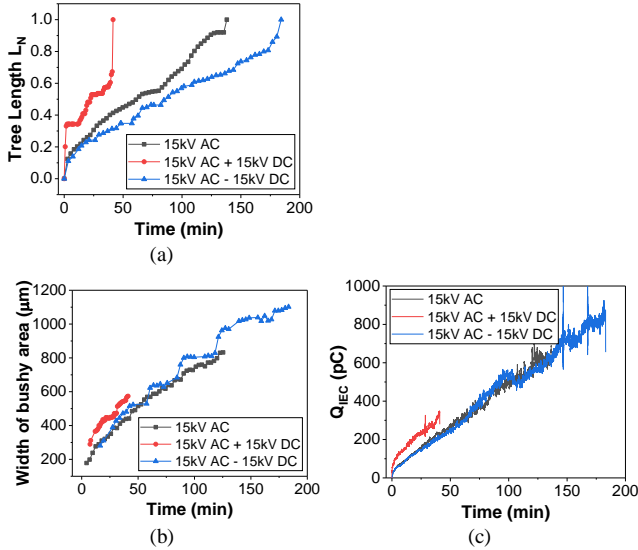 1.0
0.8
0.6
0.4
0.2
0.0
Tree Length L_N
15kV AC
15kV AC + 15kV DC
15kV AC - 15kV DC
0 50 100 150 200
Time (min)
(a)
1200
1000
800
600
400
200
0
Width of bushy area (μm)
15kV AC
15kV AC + 15kV DC
15kV AC - 15kV DC
0 50 100 150 200
Time (min)
(b)
1000
800
600
400
200
0
Q_IEC (pC)
15kV AC
15kV AC + 15kV DC
15kV AC - 15kV DC
0 50 100 150 200
Time (min)
(c)